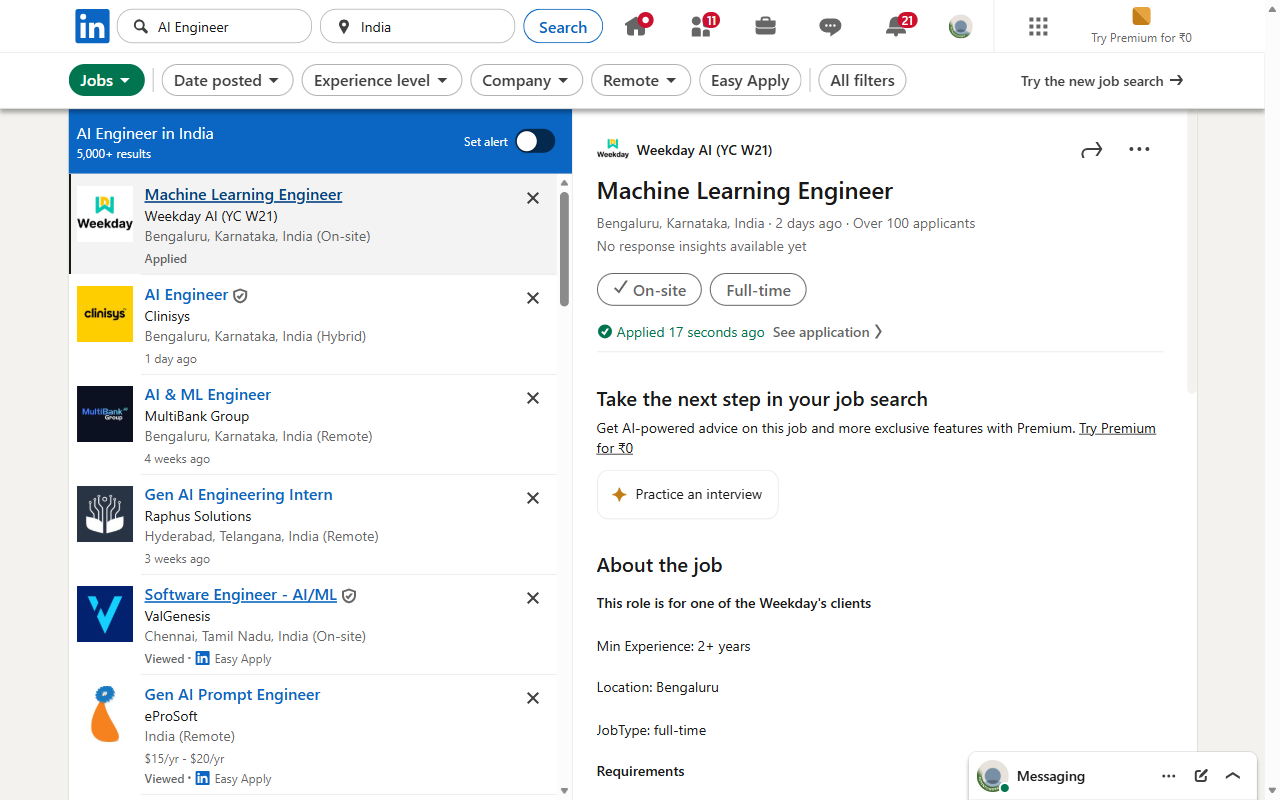 in
AI Engineer
India
Search
11
21
Try Premium for ₹0
Jobs
Date posted
Experience level
Company
Remote
Easy Apply
All filters
Try the new job search →
AI Engineer in India
5,000+ results
Set alert
Weekday
Machine Learning Engineer
Weekday AI (YC W21)
Bengaluru, Karnataka, India (On-site)
Applied
clinisys
AI Engineer
Clinisys
Bengaluru, Karnataka, India (Hybrid)
1 day ago
MultiBank
Group
AI & ML Engineer
MultiBank Group
Bengaluru, Karnataka, India (Remote)
4 weeks ago
Gen AI Engineering Intern
Raphus Solutions
Hyderabad, Telangana, India (Remote)
3 weeks ago
Software Engineer - AI/ML
ValGenesis
Chennai, Tamil Nadu, India (On-site)
Viewed · in Easy Apply
Gen AI Prompt Engineer
eProSoft
India (Remote)
$15/yr - $20/yr
Viewed · in Easy Apply
Weekday
Weekday AI (YC W21)
Machine Learning Engineer
Bengaluru, Karnataka, India · 2 days ago · Over 100 applicants
No response insights available yet
On-site
Full-time
Applied 17 seconds ago See application
Take the next step in your job search
Get AI-powered advice on this job and more exclusive features with Premium. Try Premium
for ₹0
Practice an interview
About the job
This role is for one of the Weekday's clients
Min Experience: 2+ years
Location: Bengaluru
JobType: full-time
Requirements
Messaging